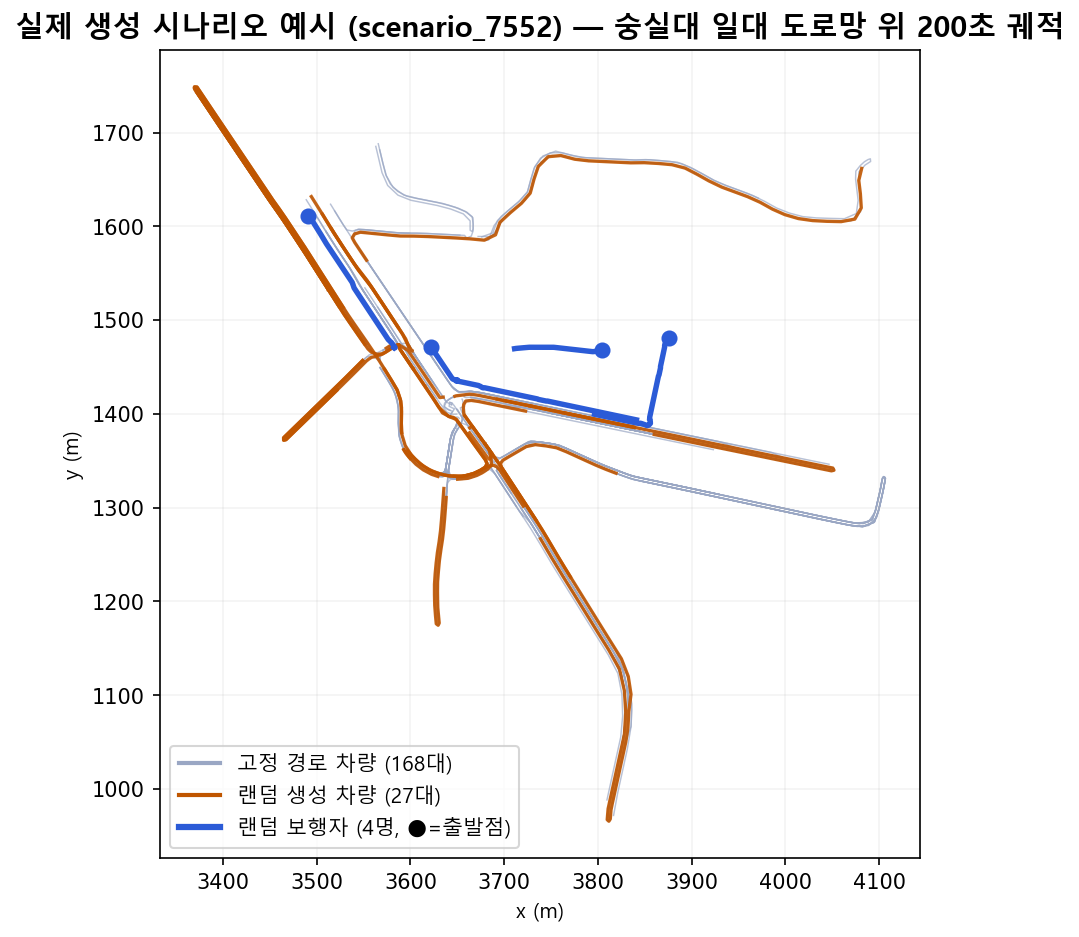 실제 생성 시나리오 예시 (scenario_7552) — 숭실대 일대 도로망 위 200초 궤적
1700
1600
1500
1400
1300
1200
1100
1000
y (m)
고정 경로 차량 (168대)
랜덤 생성 차량 (27대)
랜덤 보행자 (4명, ●=출발점)
3400 3500 3600 3700 3800 3900 4000 4100
x (m)